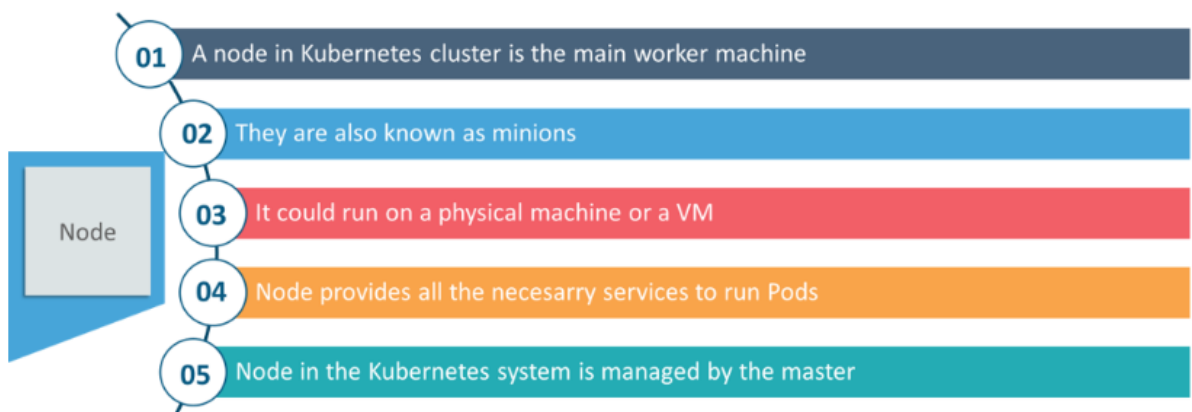 01 A node in Kubernetes cluster is the main worker machine
02 They are also known as minions
03 It could run on a physical machine or a VM
Node
04 Node provides all the necesarry services to run Pods
05 Node in the Kubernetes system is managed by the master